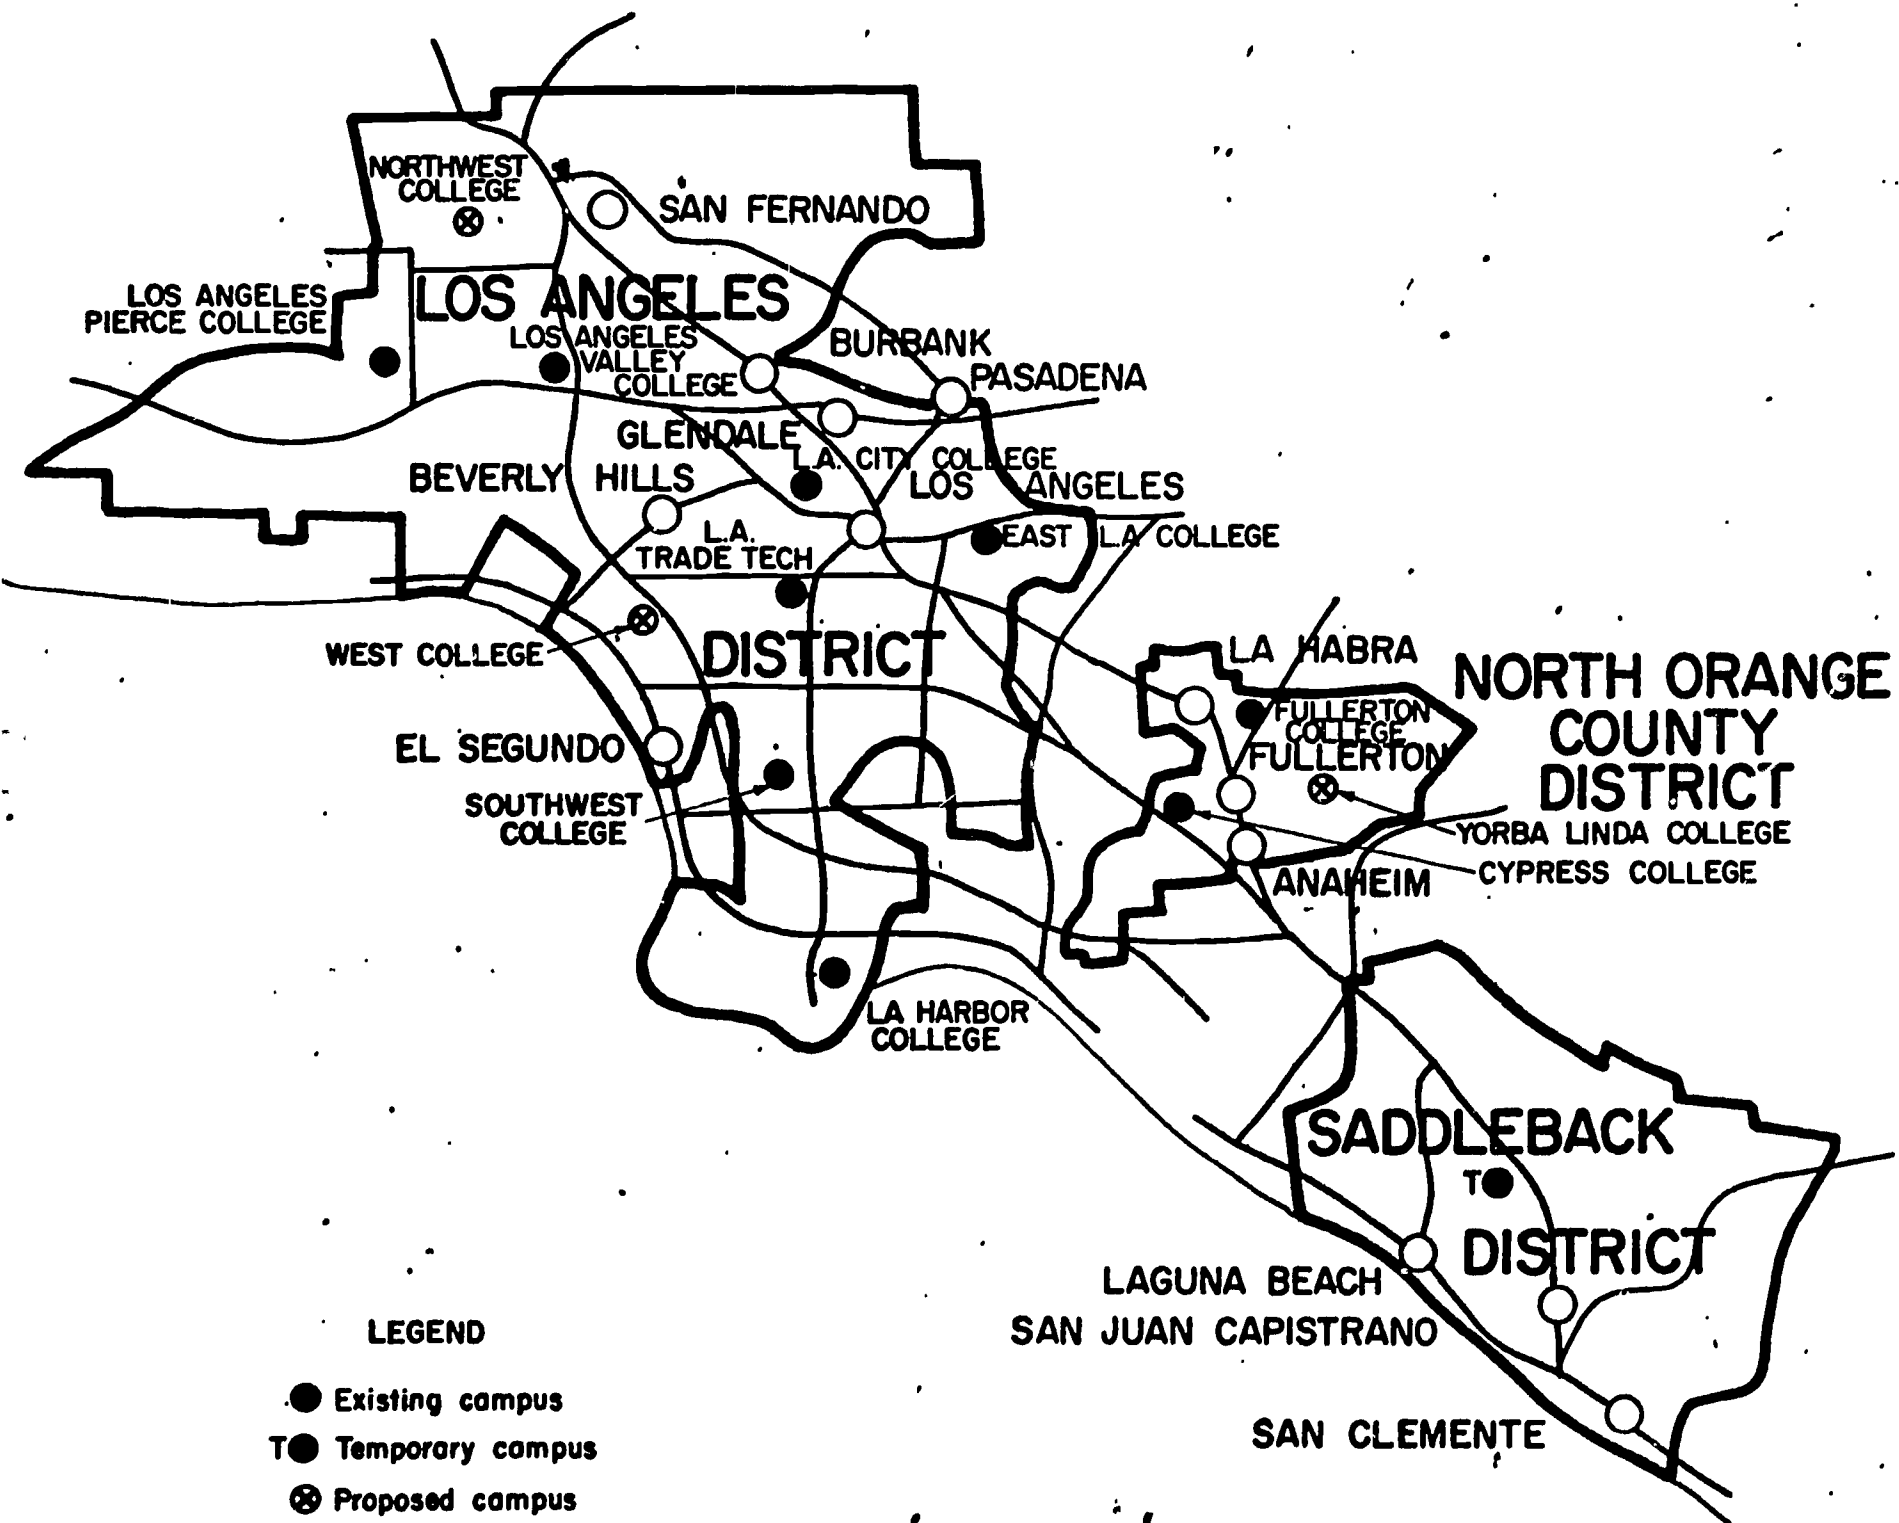 NORTHWEST
COLLEGE
SAN FERNANDO
LOS ANGELES
PIERCE COLLEGE
LOS ANGELES
LOS ANGELES
VALLEY
COLLEGE
BURBANK
PASADENA
GLENDALE
L.A. CITY COLLEGE
BEVERLY HILLS
LOS ANGELES
L.A.
TRADE TECH
EAST L.A COLLEGE
WEST COLLEGE
DISTRICT
LA HABRA
NORTH ORANGE
COUNTY
DISTRICT
FULLERTON
COLLEGE
FULLERTON
EL SEGUNDO
SOUTHWEST
COLLEGE
YORBA LINDA COLLEGE
CYPRESS COLLEGE
ANAHEIM
LA HARBOR
COLLEGE
SADDLEBACK
T
DISTRICT
LAGUNA BEACH
SAN JUAN CAPISTRANO
SAN CLEMENTE
LEGEND
Existing campus
T Temporary campus
Proposed campus